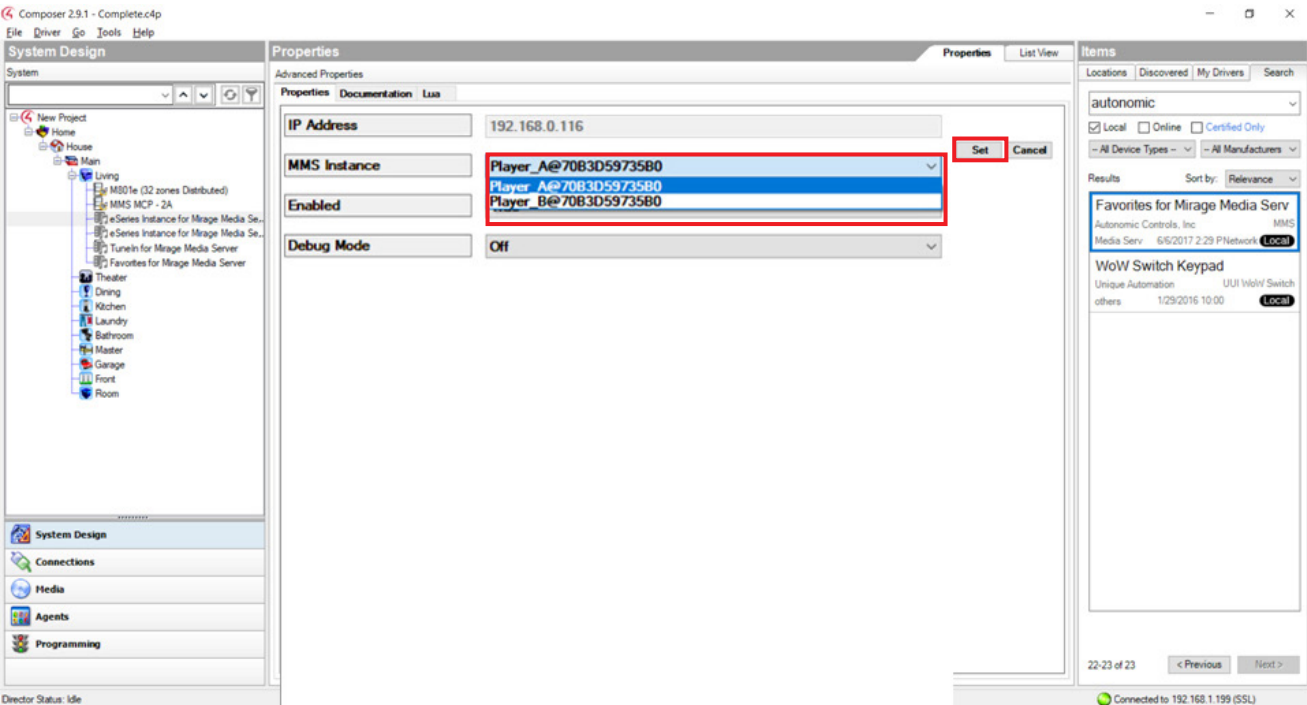 Composer 2.9.1 - Complete.c4p
File Driver Go Tools Help
System Design
System
New Project
Home
House
Main
Living
M801e (32 zones Distributed)
MMS MCP - 2A
eSeries Instance for Mirage Media Se...
eSeries Instance for Mirage Media Se...
TuneIn for Mirage Media Server
Favorites for Mirage Media Server
Theater
Dining
Kitchen
Laundry
Bathroom
Master
Garage
Front
Room
System Design
Connections
Media
Agents
Programming
Director Status: Idle
Properties
Properties List View
Advanced Properties
Properties Documentation Lua
IP Address 192.168.0.116
Set Cancel
MMS Instance Player_A@70B3D59735B0
Player_A@70B3D59735B0
Player_B@70B3D59735B0
Enabled
Debug Mode Off
Items
Locations Discovered My Drivers Search
autonomic
Local Online Certified Only
-- All Device Types -- -- All Manufacturers
Results Sort by: Relevance
Favorites for Mirage Media Serv
Autonomic Controls, Inc MMS
Media Serv 6/6/2017 2:29 PNetwork Local
WoW Switch Keypad
Unique Automation UUI WoW Switch
others 1/29/2016 10:00 Local
22-23 of 23 < Previous Next >
Connected to 192.168.1.199 (SSL)